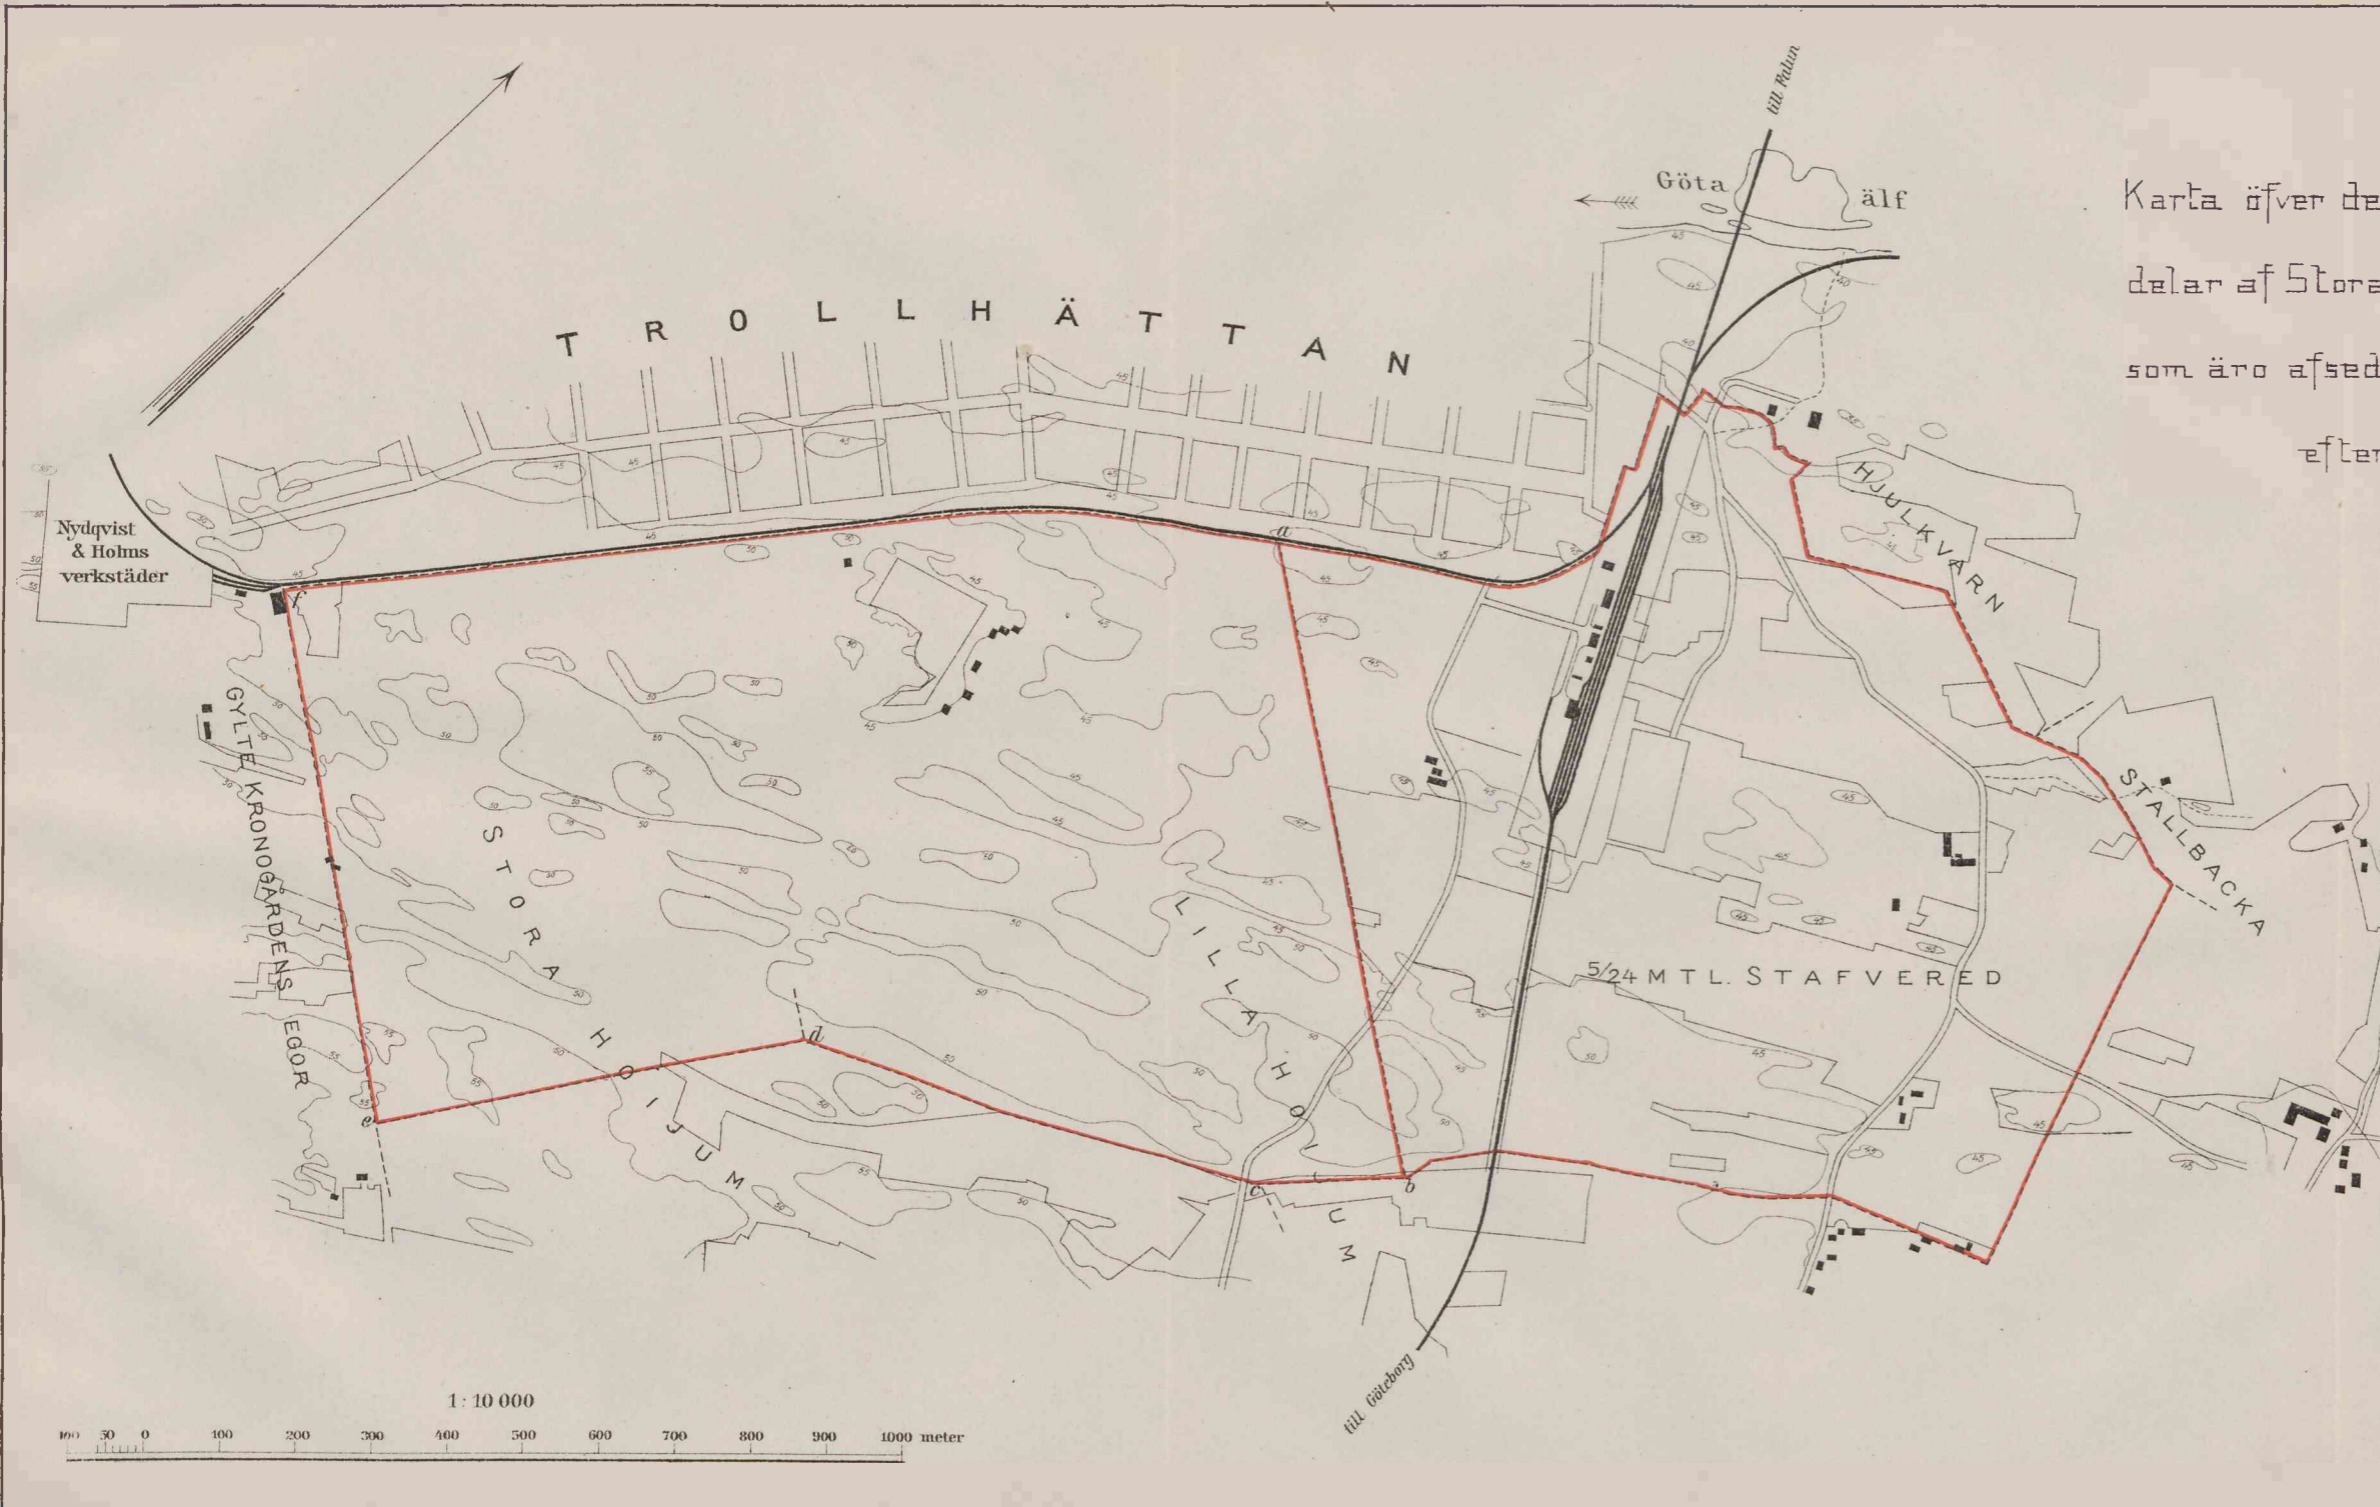 till Falun
Göta älf
Karta öfver de
delar af Stora
som äro afsed
efter
TROLLHÄTTAN
Nydqvist
& Holms
verkstäder
HJULKVARN
STALLBACKA
GYLTE KRONOGÅRDENS EGOR
STORA HOIJUM
LILLA HOIJUM
5/24 MTL. STAFVERED
a
b
c
d
e
f
till Göteborg
1:10 000
100 50 0 100 200 300 400 500 600 700 800 900 1000 meter